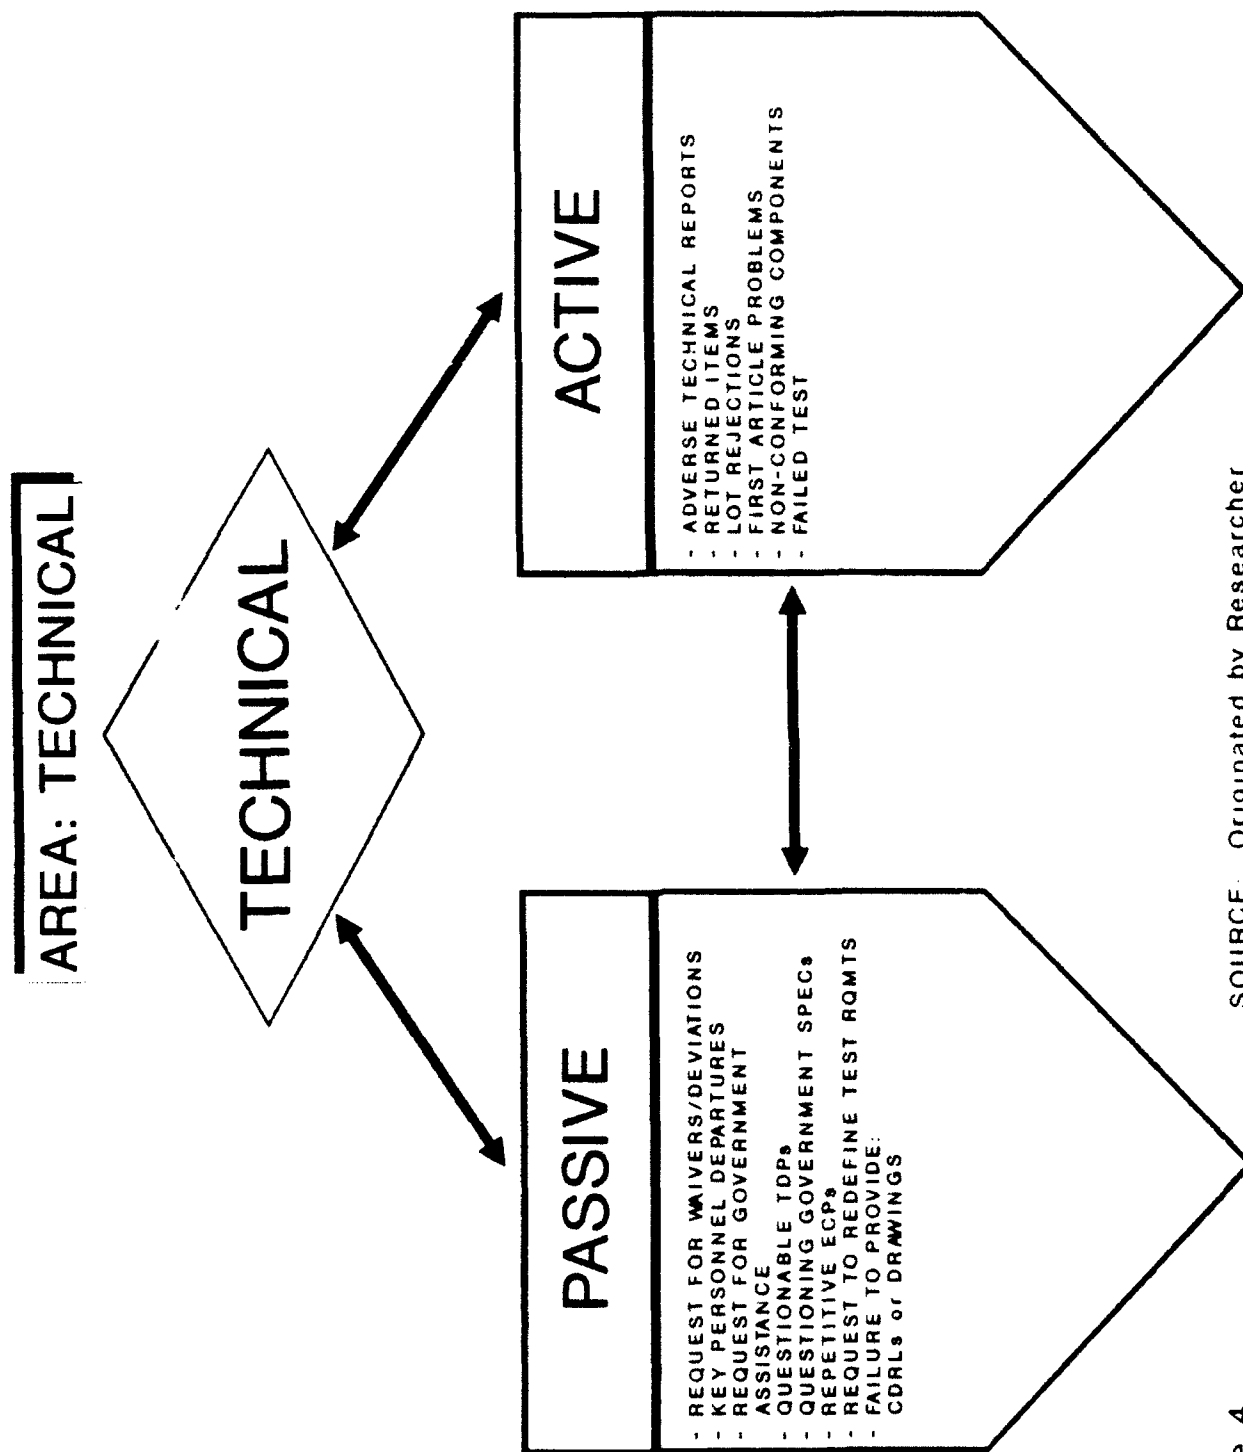 AREA: TECHNICAL
TECHNICAL
PASSIVE
- REQUEST FOR WAIVERS/DEVIATIONS
- KEY PERSONNEL DEPARTURES
- REQUEST FOR GOVERNMENT
ASSISTANCE
- QUESTIONABLE TDPs
- QUESTIONING GOVERNMENT SPECs
- REPETITIVE ECPs
- REQUEST TO REDEFINE TEST RQMTS
- FAILURE TO PROVIDE:
CDRLs or DRAWINGS
ACTIVE
- ADVERSE TECHNICAL REPORTS
- RETURNED ITEMS
- LOT REJECTIONS
- FIRST ARTICLE PROBLEMS
- NON-CONFORMING COMPONENTS
- FAILED TEST
4
SOURCE: Originated by Researcher